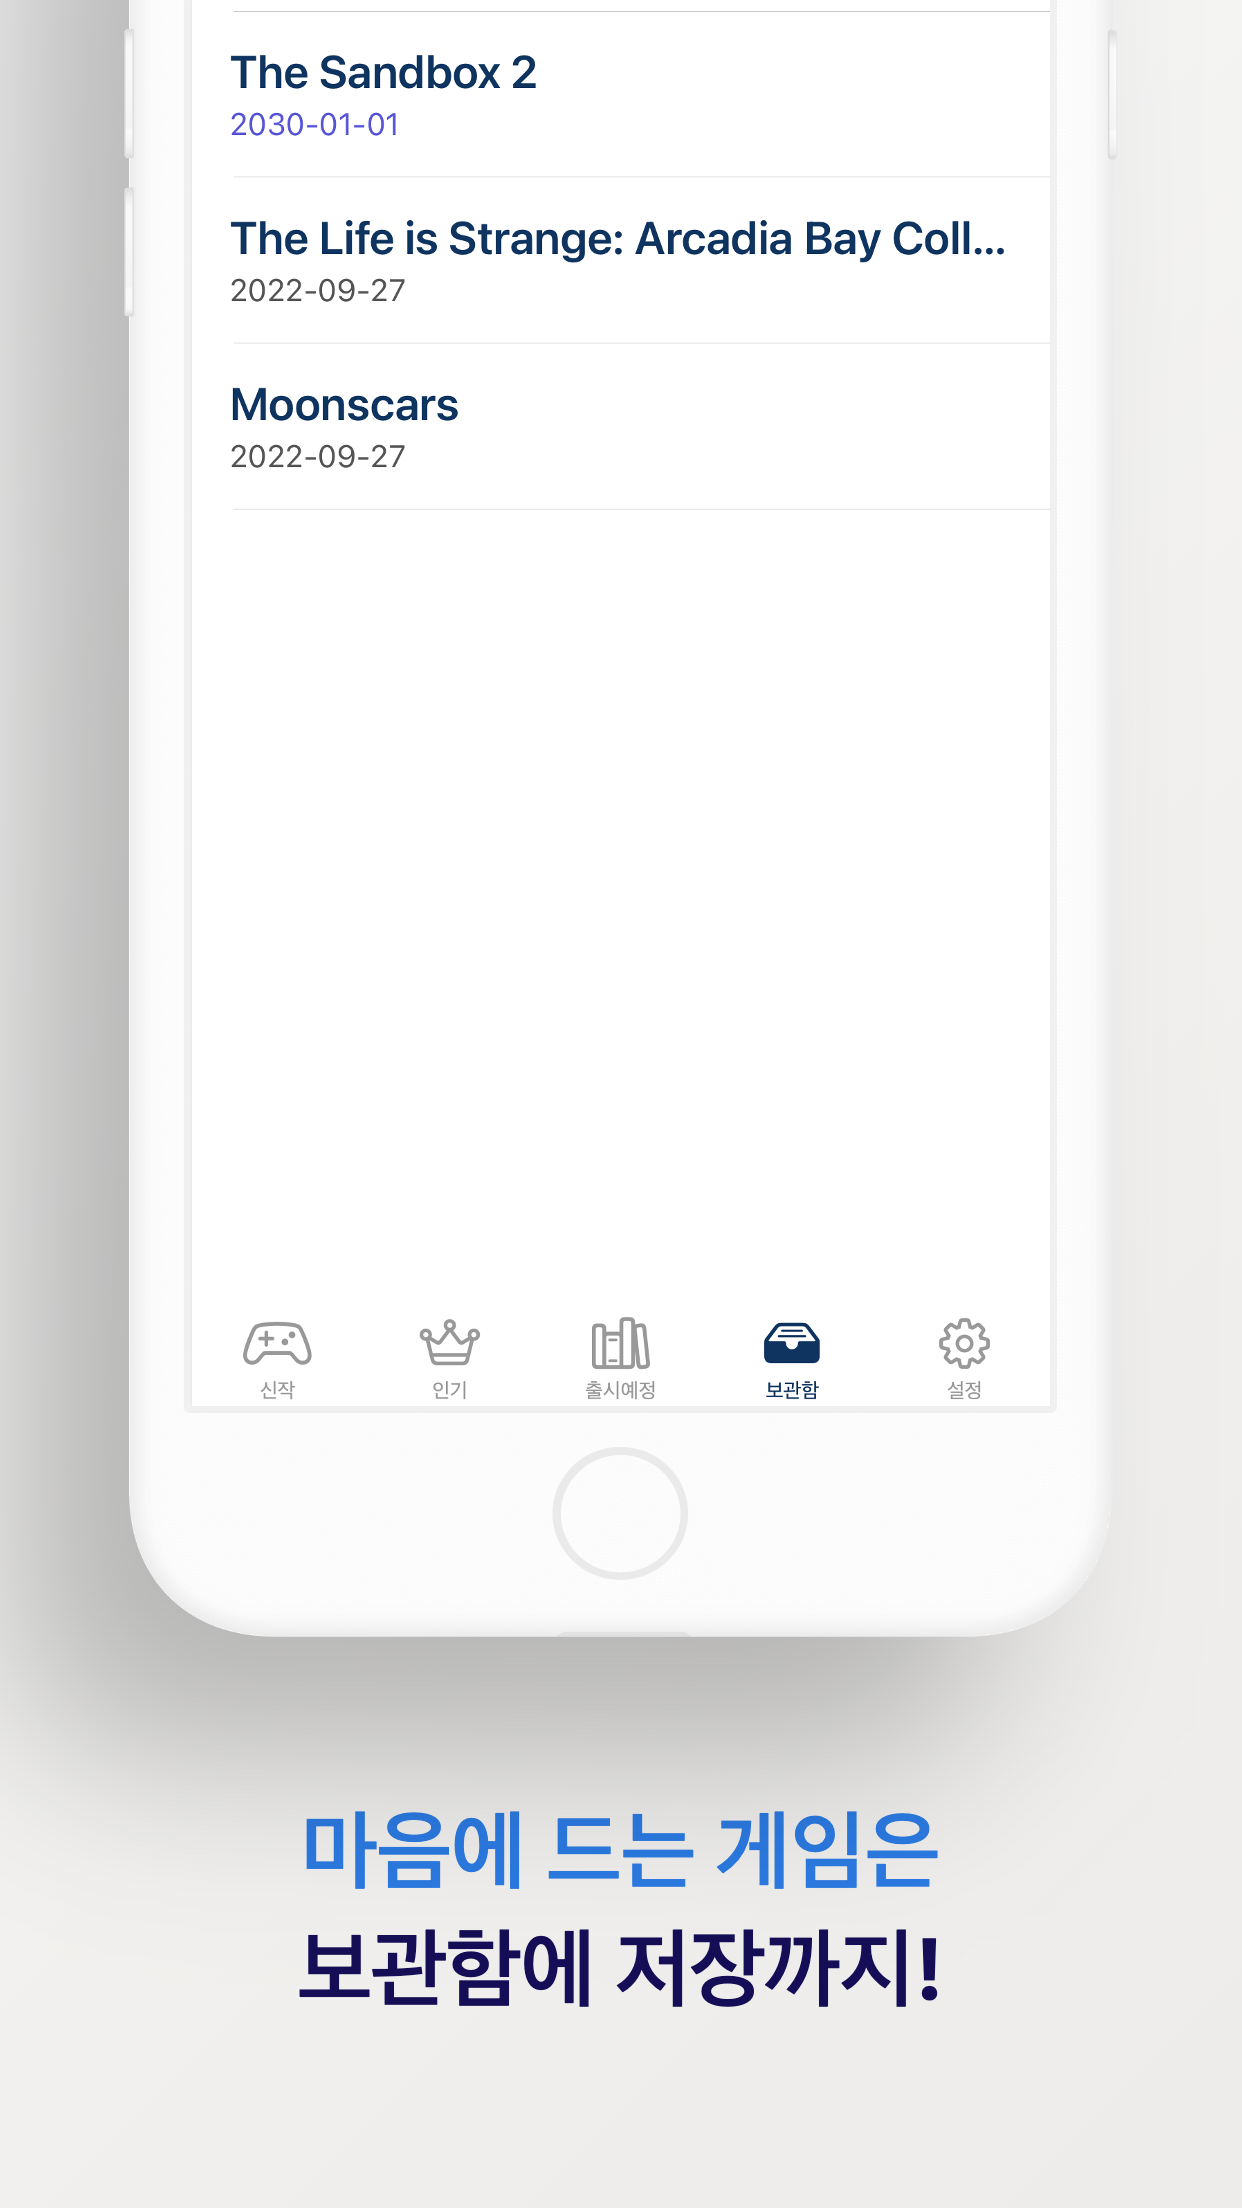 The Sandbox 2
2030-01-01
The Life is Strange: Arcadia Bay Coll...
2022-09-27
Moonscars
2022-09-27
신작
인기
출시예정
보관함
설정
마음에 드는 게임은
보관함에 저장까지!